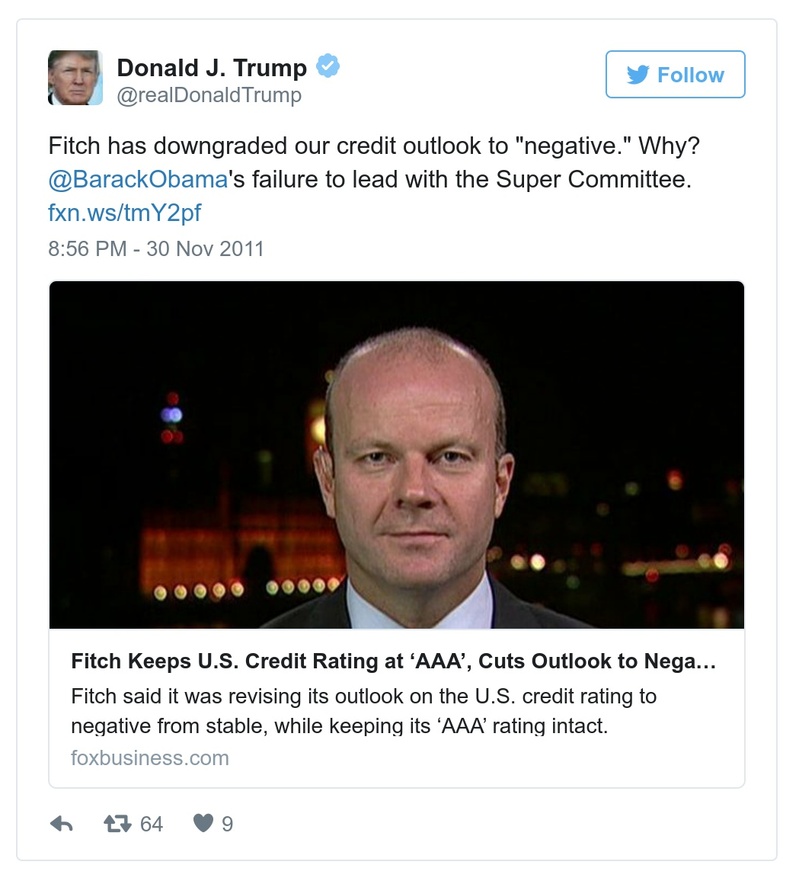 Donald J. Trump
@realDonaldTrump
Follow
Fitch has downgraded our credit outlook to "negative." Why?
@BarackObama's failure to lead with the Super Committee.
fxn.ws/tmY2pf
8:56 PM - 30 Nov 2011
Fitch Keeps U.S. Credit Rating at ‘AAA’, Cuts Outlook to Nega…
Fitch said it was revising its outlook on the U.S. credit rating to
negative from stable, while keeping its ‘AAA’ rating intact.
foxbusiness.com
64
9